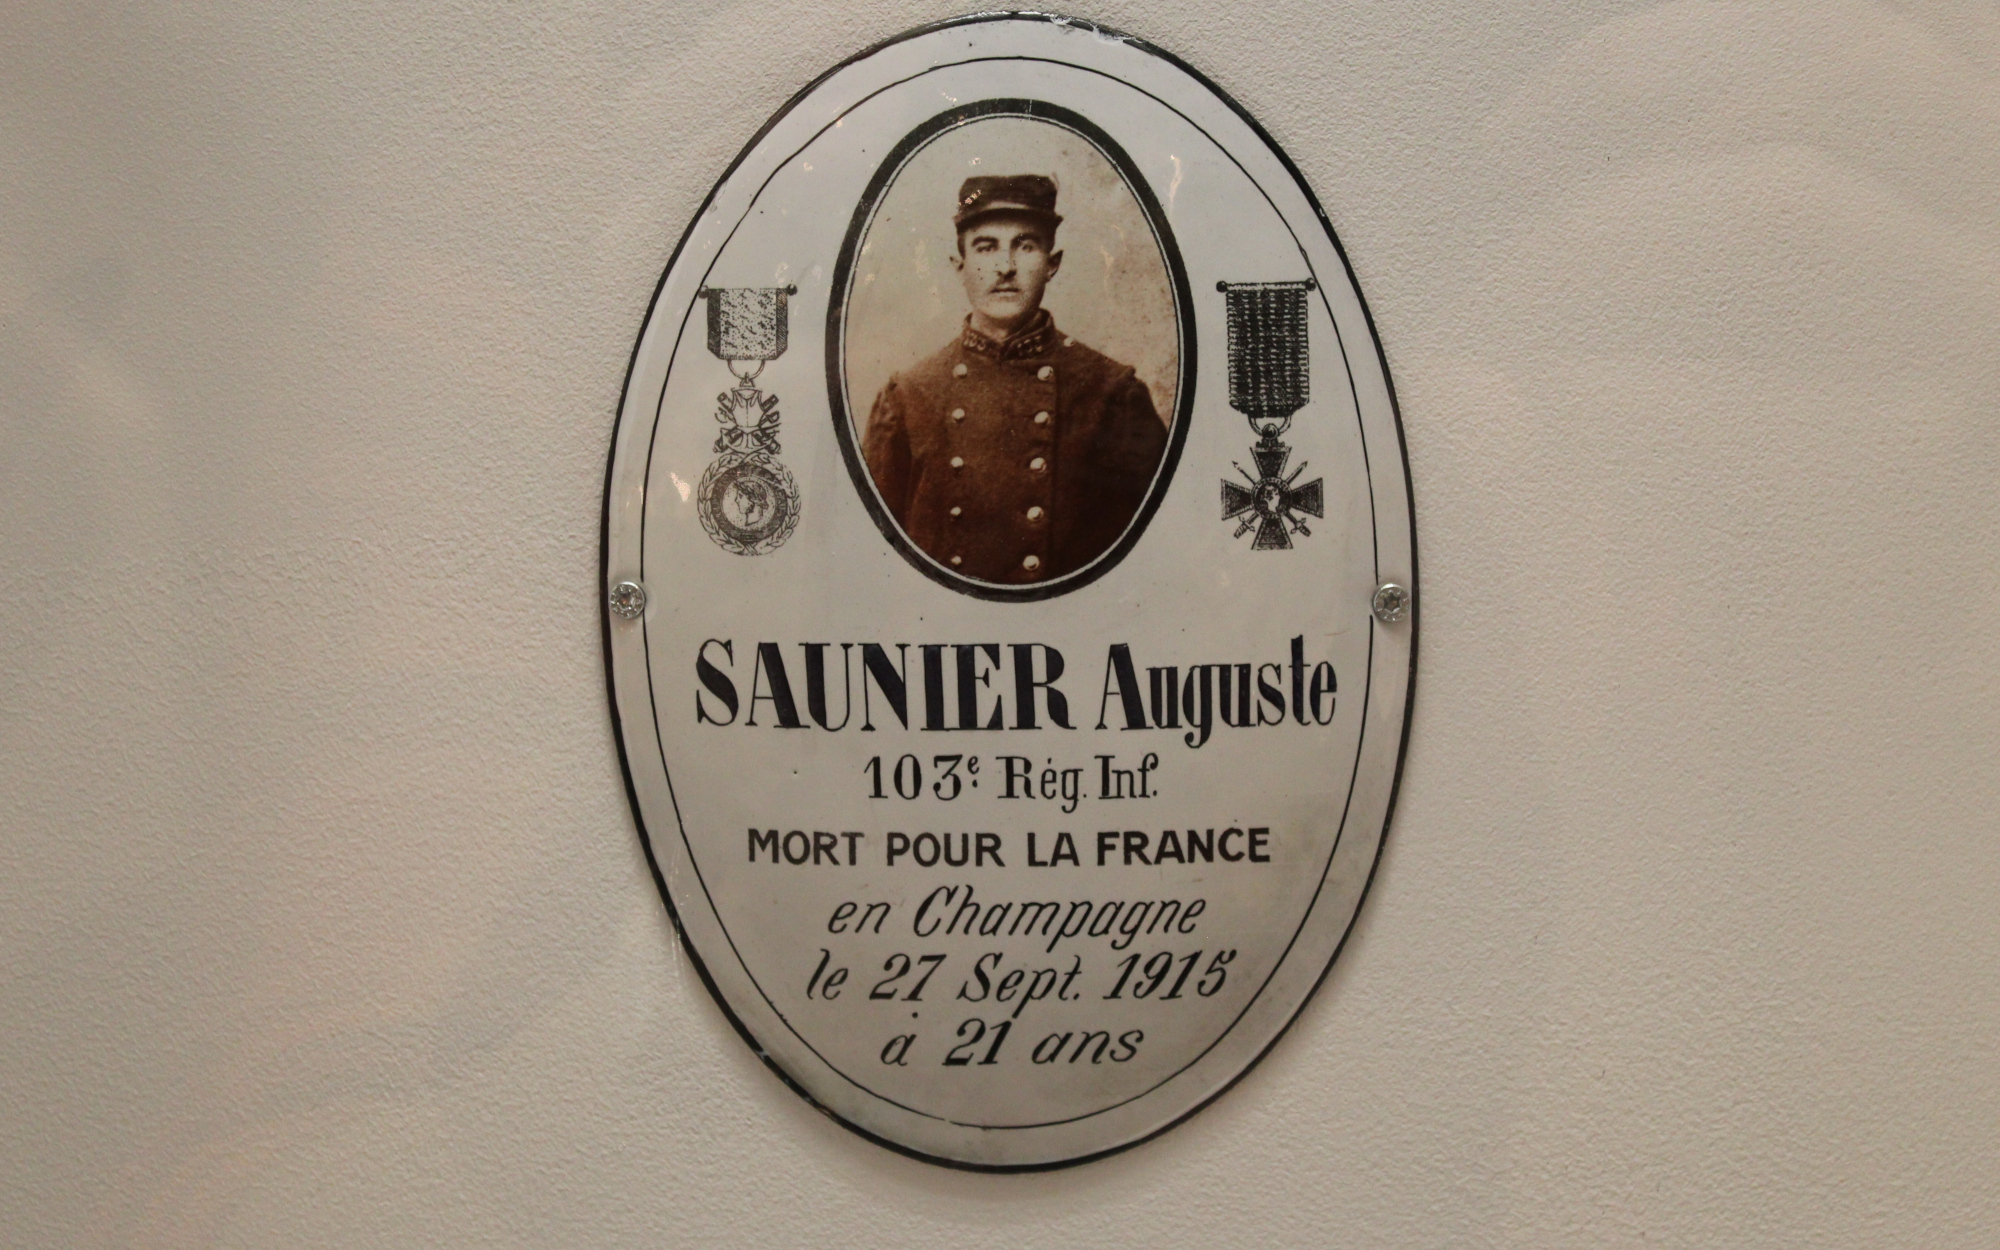 SAUNIER Auguste
103e Rég. Inf.
MORT POUR LA FRANCE
en Champagne
le 27 Sept. 1915
à 21 ans